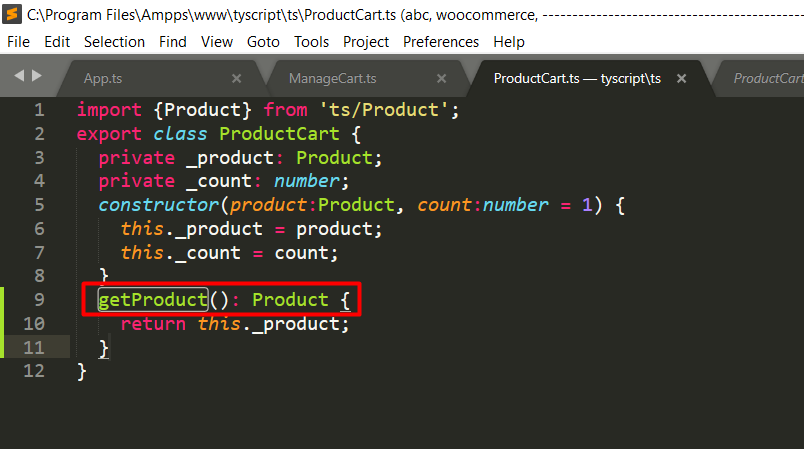 C:\Program Files\Ampps\www\tyscript\ts\ProductCart.ts (abc, woocommerce, ----------------------------------------
File Edit Selection Find View Goto Tools Project Preferences Help
App.ts × ManageCart.ts × ProductCart.ts — tyscript\ts × ProductCart
1 import {Product} from 'ts/Product';
2 export class ProductCart {
3 private _product: Product;
4 private _count: number;
5 constructor(product:Product, count:number = 1) {
6 this._product = product;
7 this._count = count;
8 }
9 getProduct(): Product {
10 return this._product;
11 }
12 }